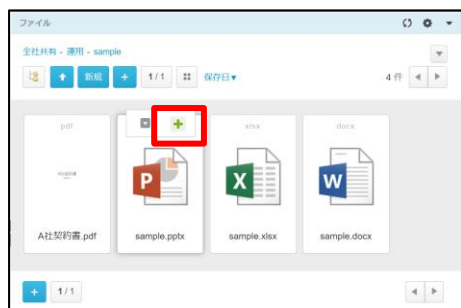 ファイル
全社共有 - 運用 - sample
新規 1/1 保存日▾ 4 件
pdf xlsx docx
P X W
A社契約書.pdf sample.pptx sample.xlsx sample.docx
1/1